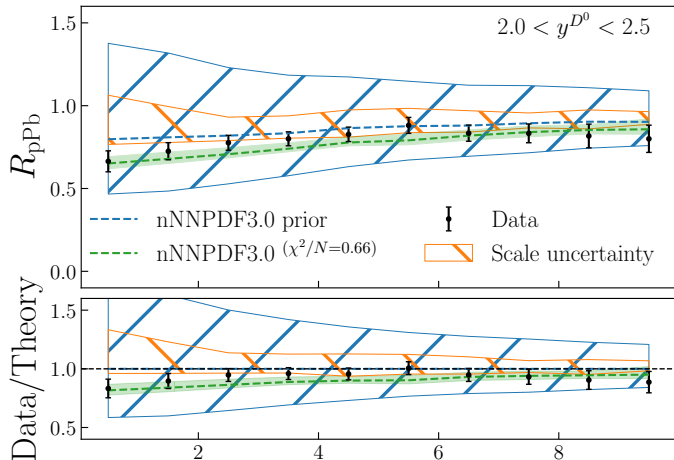 1.5
2.0 < y^{D^0} < 2.5
1.0
R_{pPb}
0.5
nNNPDF3.0 prior
Data
nNNPDF3.0 (χ²/N=0.66)
Scale uncertainty
0.0
1.5
Data/Theory
1.0
0.5
2 4 6 8